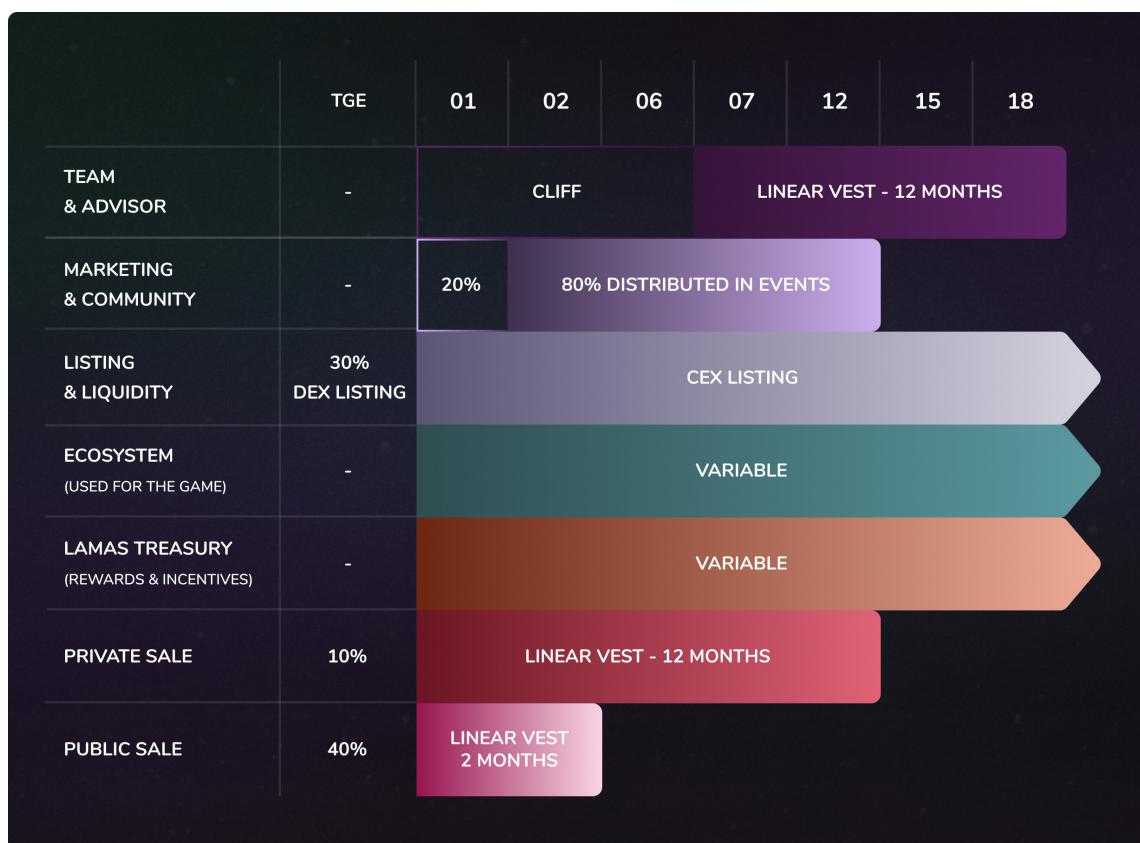 TGE 01 02 06 07 12 15 18
TEAM
& ADVISOR
-
CLIFF
LINEAR VEST - 12 MONTHS
MARKETING
& COMMUNITY
-
20%
80% DISTRIBUTED IN EVENTS
LISTING
& LIQUIDITY
30%
DEX LISTING
CEX LISTING
ECOSYSTEM
(USED FOR THE GAME)
-
VARIABLE
LAMAS TREASURY
(REWARDS & INCENTIVES)
-
VARIABLE
PRIVATE SALE
10%
LINEAR VEST - 12 MONTHS
PUBLIC SALE
40%
LINEAR VEST
2 MONTHS